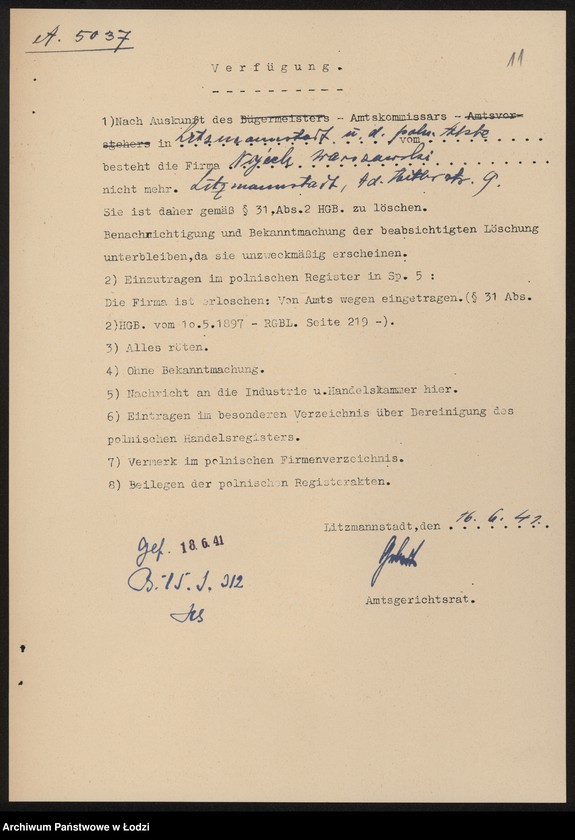 A. 5037
11
Verfügung.
1)Nach Auskunft des Bügermeisters - Amtskommissars - Amtsvor-
stehers in Litzmannstadt u. d. poln. vom
besteht die Firma Warszawski
nicht mehr. Litzmannstadt, Ad. Hitlerstr. 9.
Sie ist daher gemäß § 31,Abs.2 HGB. zu löschen.
Benachrichtigung und Bekanntmachung der beabsichtigten Löschung
unterbleiben,da sie unzweckmäßig erscheinen.
2) Einzutragen im polnischen Register in Sp. 5 :
Die Firma ist erloschen: Von Amts wegen eingetragen.(§ 31 Abs.
2)HGB. vom 1o.5.1897 - RGBL. Seite 219 -).
3) Alles röten.
4) Ohne Bekanntmachung.
5) Nachricht an die Industrie u.Handelskammer hier.
6) Eintragen im besonderen Verzeichnis über Bereinigung des
polnischen Handelsregisters.
7) Vermerk im polnischen Firmenverzeichnis.
8) Beilegen der polnischen Registerakten.
Litzmannstadt,den 16. 6. 41.
gef. 18.6.41
Amtsgerichtsrat.
Archiwum Państwowe w Łodzi